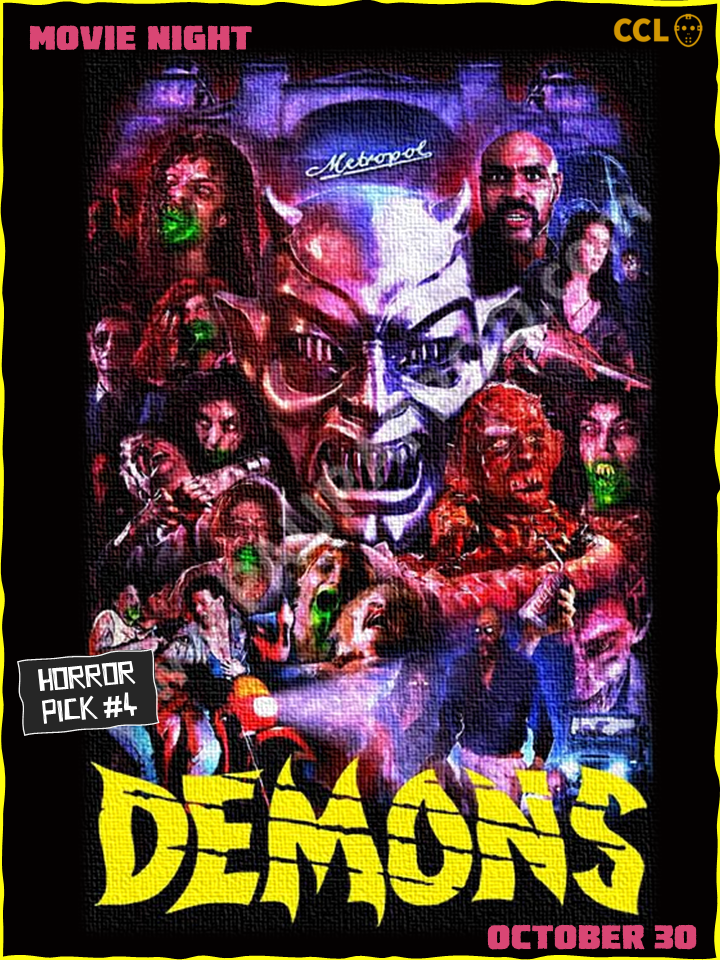 MOVIE NIGHT
CCL
Metropol
HORROR
PICK #4
DEMONS
OCTOBER 30